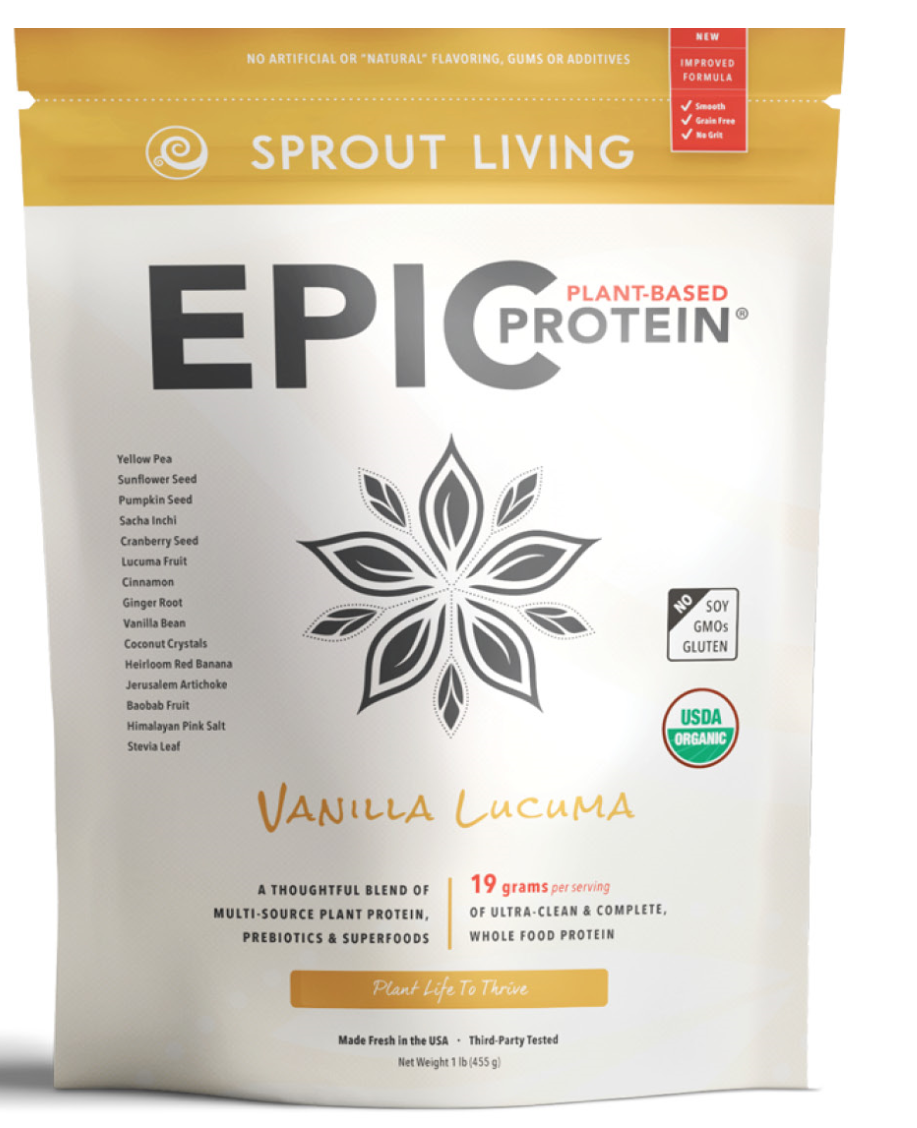 NO ARTIFICIAL OR "NATURAL" FLAVORING, GUMS OR ADDITIVES
NEW
IMPROVED
FORMULA
✓ Smooth
✓ Grain Free
✓ No Grit
SPROUT LIVING
EPIC
PLANT-BASED
PROTEIN®
Yellow Pea
Sunflower Seed
Pumpkin Seed
Sacha Inchi
Cranberry Seed
Lucuma Fruit
Cinnamon
Ginger Root
Vanilla Bean
Coconut Crystals
Heirloom Red Banana
Jerusalem Artichoke
Baobab Fruit
Himalayan Pink Salt
Stevia Leaf
NO SOY
GMOs
GLUTEN
USDA
ORGANIC
VANILLA LUCUMA
A THOUGHTFUL BLEND OF
MULTI-SOURCE PLANT PROTEIN,
PREBIOTICS & SUPERFOODS
19 grams per serving
OF ULTRA-CLEAN & COMPLETE,
WHOLE FOOD PROTEIN
Plant Life To Thrive
Made Fresh in the USA · Third-Party Tested
Net Weight 1 lb (455 g)